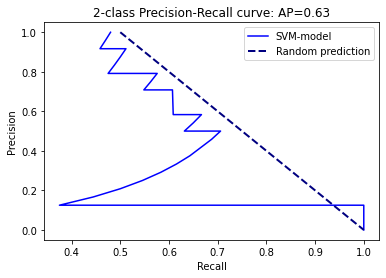 2-class Precision-Recall curve: AP=0.63
SVM-model
Random prediction
Precision
1.0
0.8
0.6
0.4
0.2
0.0
0.4 0.5 0.6 0.7 0.8 0.9 1.0
Recall